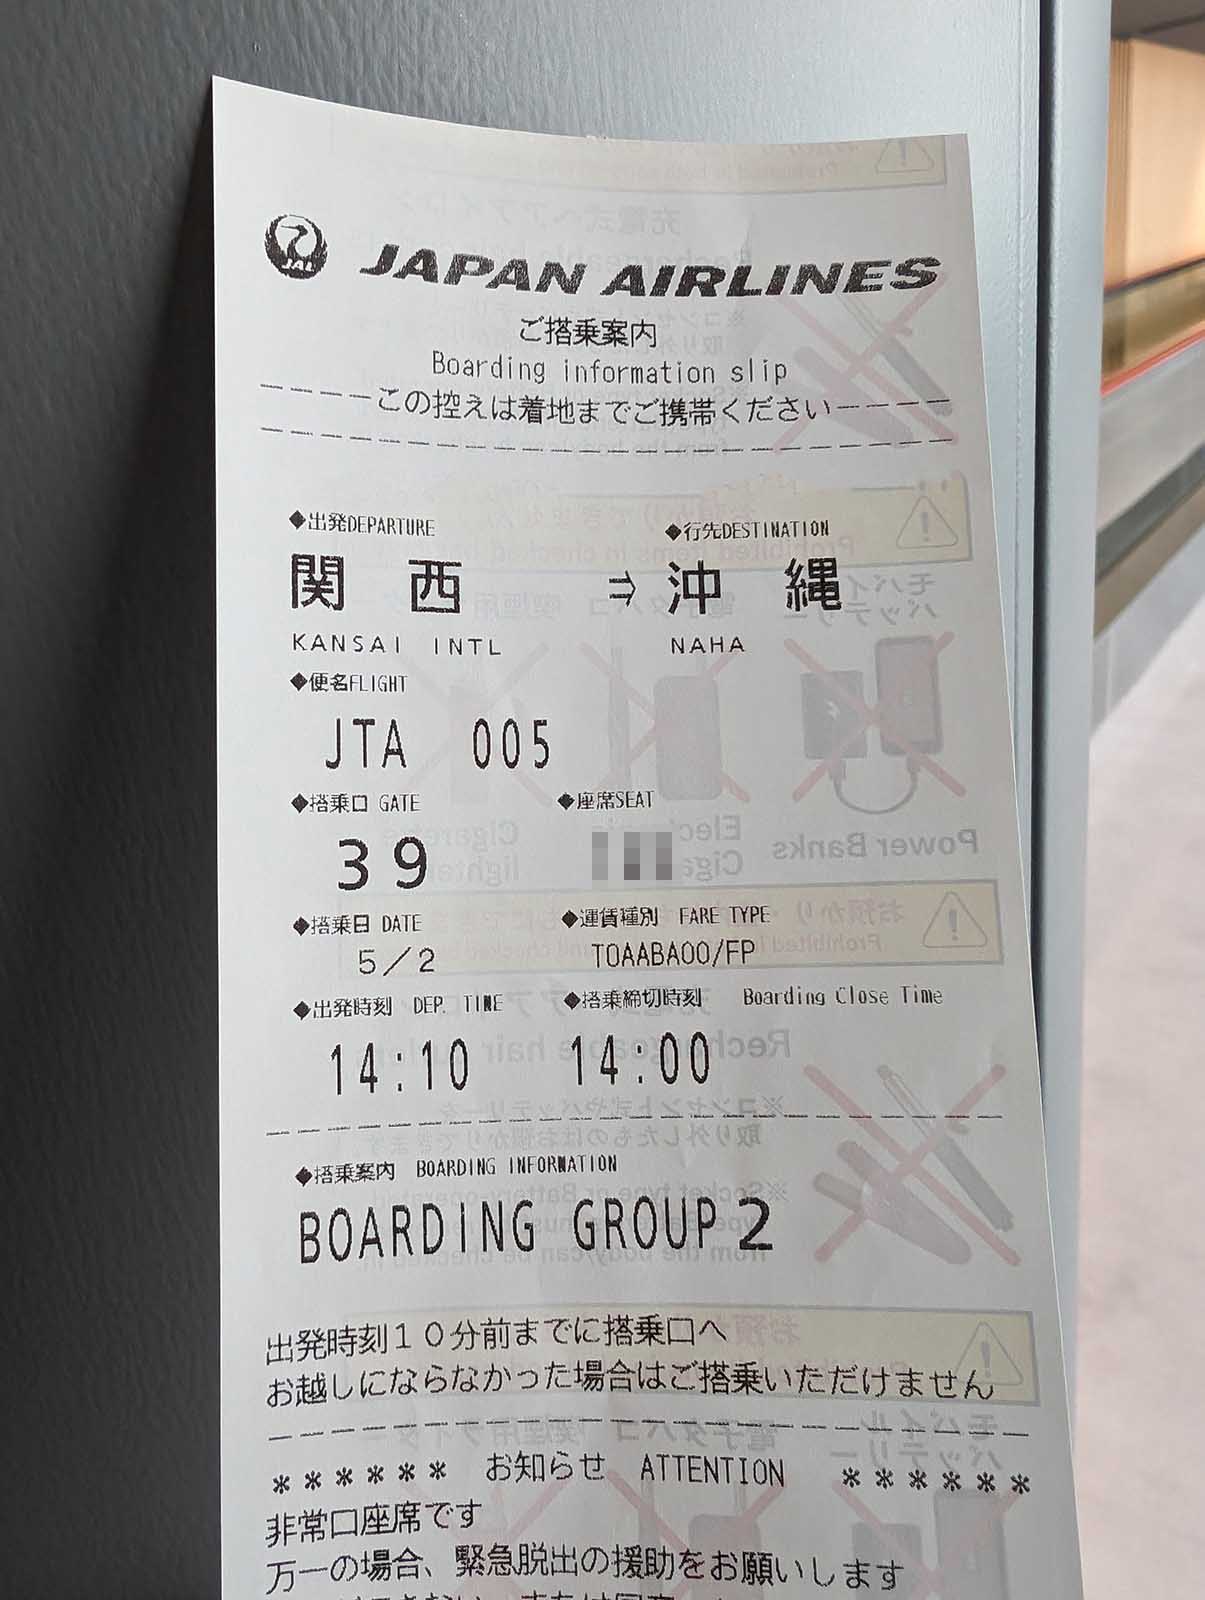 JAL JAPAN AIRLINES
ご搭乗案内
Boarding information slip
----この控えは着地までご携帯ください----
◆出発DEPARTURE ◆行先DESTINATION
関 西 ⇒ 沖 縄
KANSAI INTL NAHA
◆便名FLIGHT
JTA 005
◆搭乗口 GATE ◆座席SEAT
39
◆搭乗日 DATE ◆運賃種別 FARE TYPE
5/2 TOAABA00/FP
◆出発時刻 DEP. TIME ◆搭乗締切時刻 Boarding Close Time
14:10 14:00
◆搭乗案内 BOARDING INFORMATION
BOARDING GROUP 2
出発時刻10分前までに搭乗口へ
お越しにならなかった場合はご搭乗いただけません
****** お知らせ ATTENTION ******
非常口座席です
万一の場合、緊急脱出の援助をお願いします